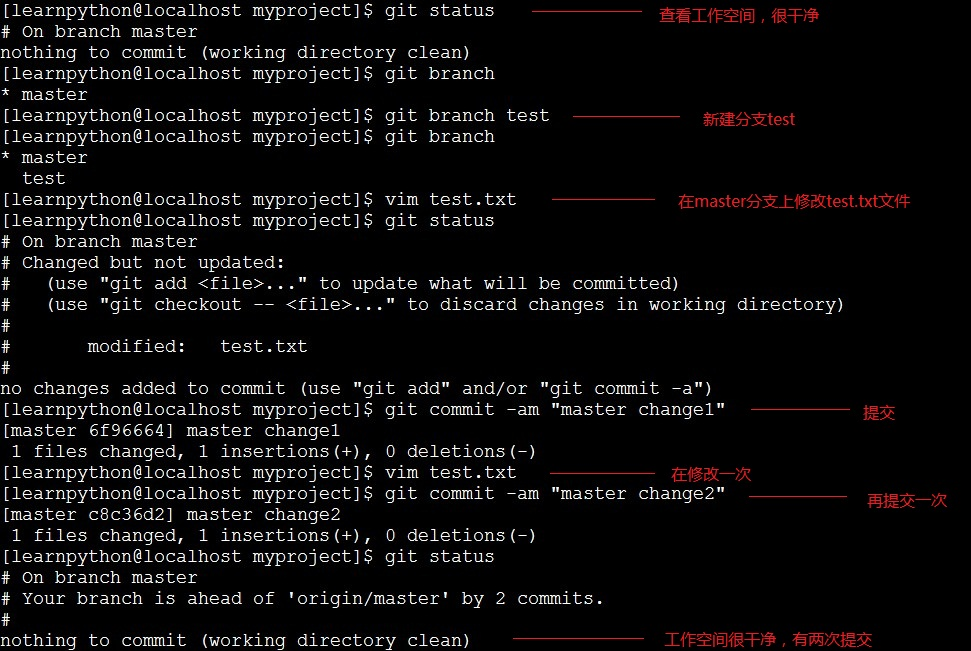 [learnpython@localhost myproject]$ git status 查看工作空间，很干净
# On branch master
nothing to commit (working directory clean)
[learnpython@localhost myproject]$ git branch
* master
[learnpython@localhost myproject]$ git branch test 新建分支test
[learnpython@localhost myproject]$ git branch
* master
  test
[learnpython@localhost myproject]$ vim test.txt 在master分支上修改test.txt文件
[learnpython@localhost myproject]$ git status
# On branch master
# Changed but not updated:
#   (use "git add <file>..." to update what will be committed)
#   (use "git checkout -- <file>..." to discard changes in working directory)
#
#       modified:   test.txt
#
no changes added to commit (use "git add" and/or "git commit -a")
[learnpython@localhost myproject]$ git commit -am "master change1" 提交
[master 6f96664] master change1
 1 files changed, 1 insertions(+), 0 deletions(-)
[learnpython@localhost myproject]$ vim test.txt 在修改一次
[learnpython@localhost myproject]$ git commit -am "master change2" 再提交一次
[master c8c36d2] master change2
 1 files changed, 1 insertions(+), 0 deletions(-)
[learnpython@localhost myproject]$ git status
# On branch master
# Your branch is ahead of 'origin/master' by 2 commits.
#
nothing to commit (working directory clean) 工作空间很干净，有两次提交